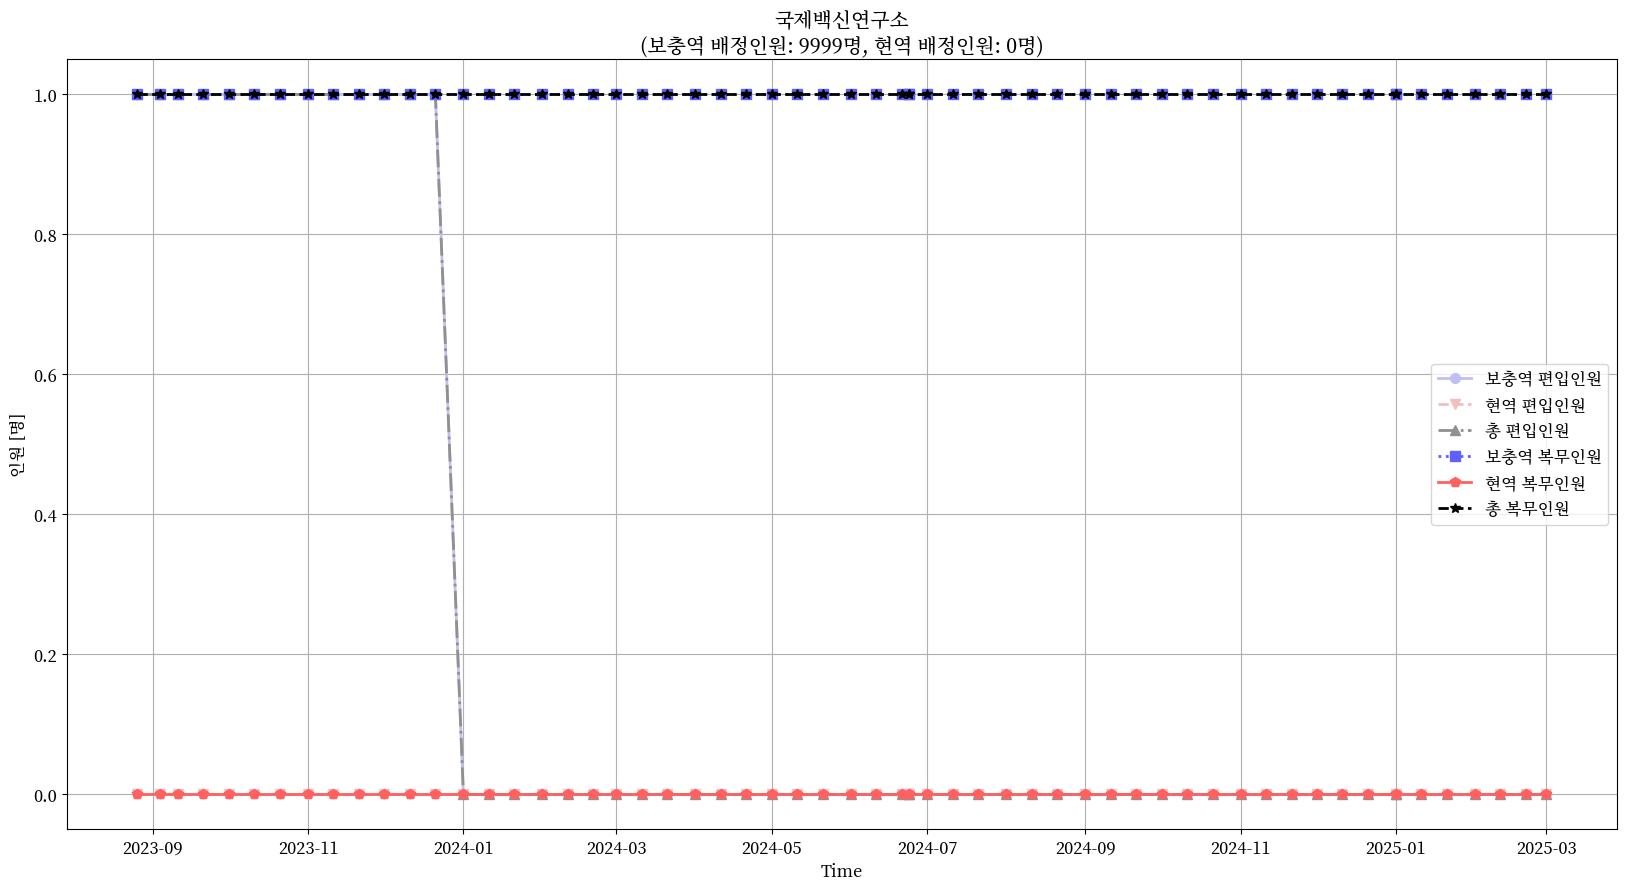 국제백신연구소
(보충역 배정인원: 9999명, 현역 배정인원: 0명)
1.0
0.8
0.6
0.4
0.2
0.0
인원 [명]
보충역 편입인원
현역 편입인원
총 편입인원
보충역 복무인원
현역 복무인원
총 복무인원
2023-09 2023-11 2024-01 2024-03 2024-05 2024-07 2024-09 2024-11 2025-01 2025-03
Time